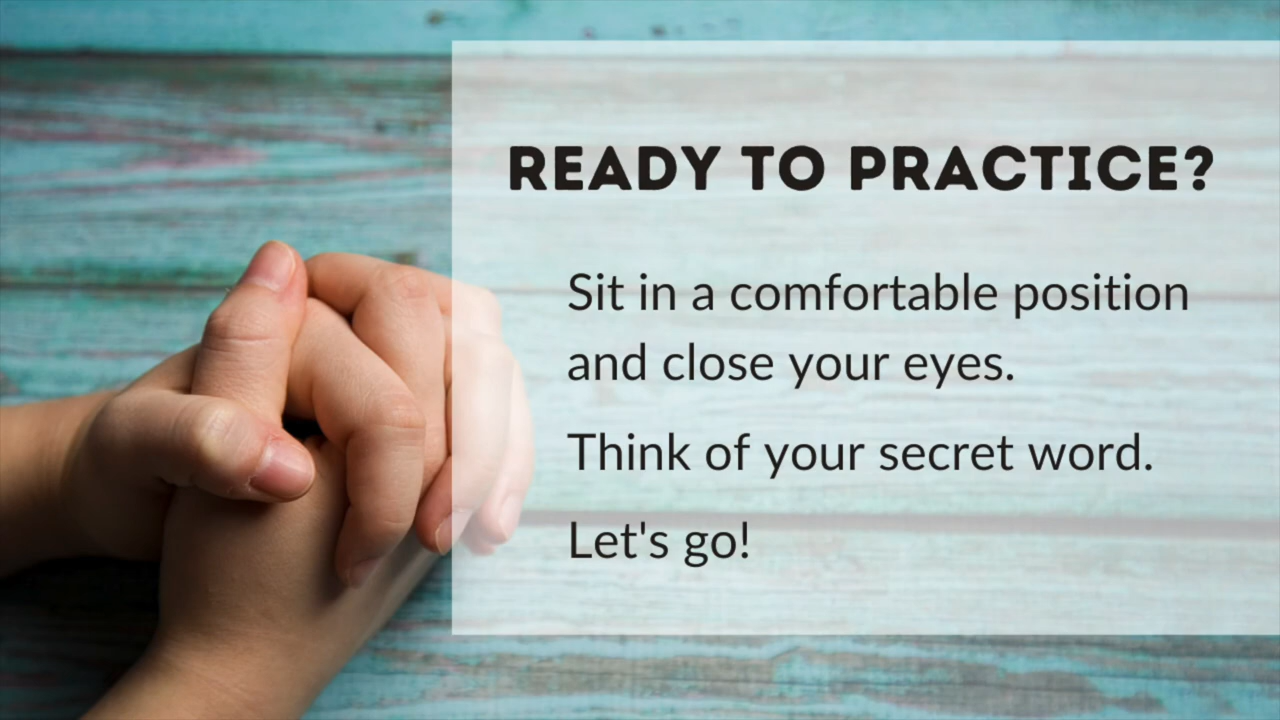 READY TO PRACTICE?
Sit in a comfortable position
and close your eyes.
Think of your secret word.
Let's go!